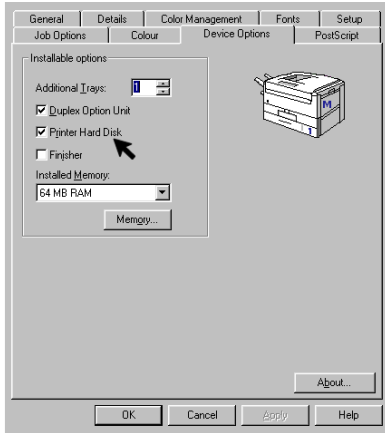 General Details Color Management Fonts Setup
Job Options Colour Device Options PostScript
Installable options
Additional Trays: 1
Duplex Option Unit
Printer Hard Disk
Finisher
Installed Memory:
64 MB RAM
Memory...
M
1
About...
OK Cancel Apply Help